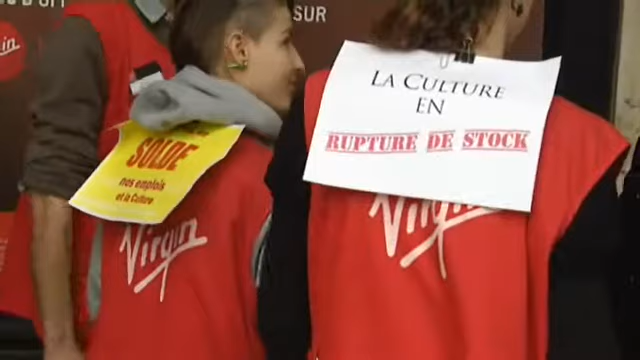 SUR
LA CULTURE
EN
RUPTURE DE STOCK
SOLDE
nos emplois
et la Culture
Virgin
Virgin